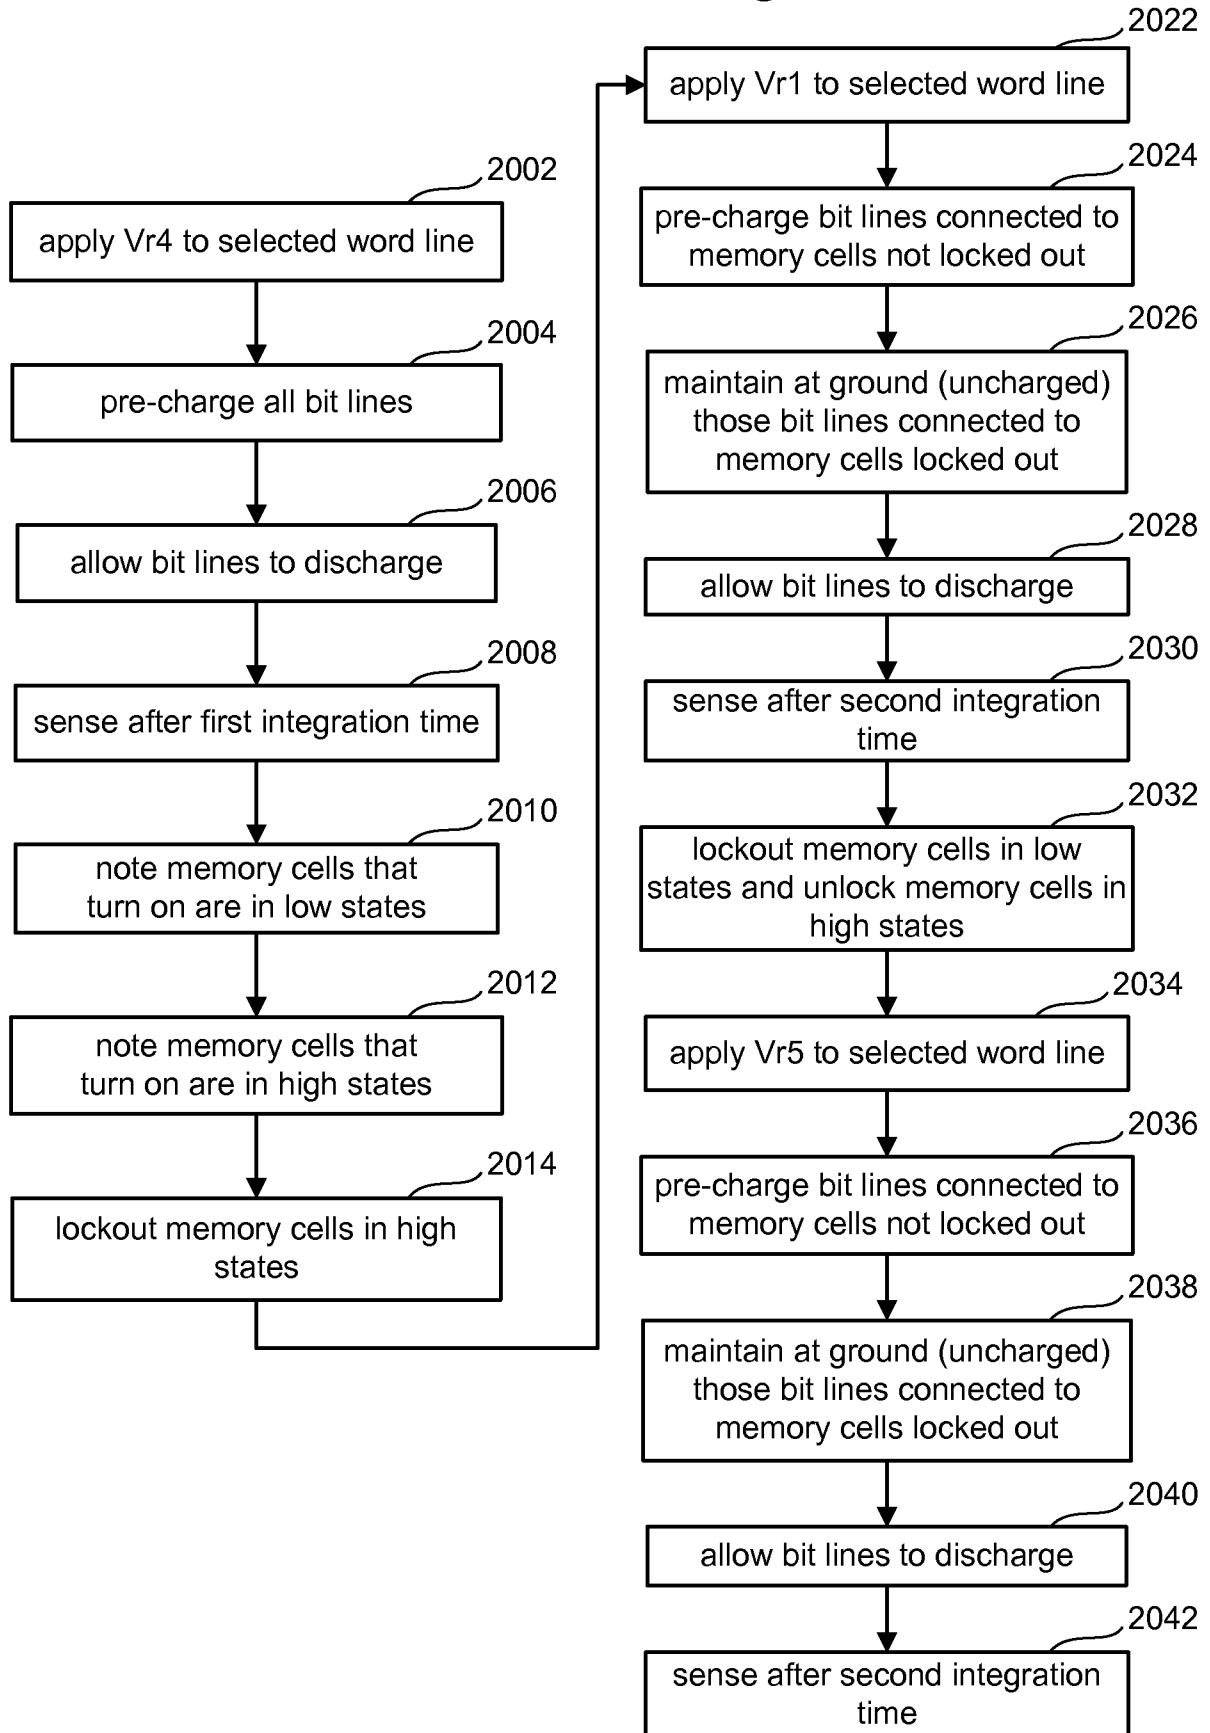 2002
apply Vr4 to selected word line
2004
pre-charge all bit lines
2006
allow bit lines to discharge
2008
sense after first integration time
2010
note memory cells that
turn on are in low states
2012
note memory cells that
turn on are in high states
2014
lockout memory cells in high
states
2022
apply Vr1 to selected word line
2024
pre-charge bit lines connected to
memory cells not locked out
2026
maintain at ground (uncharged)
those bit lines connected to
memory cells locked out
2028
allow bit lines to discharge
2030
sense after second integration
time
2032
lockout memory cells in low
states and unlock memory cells in
high states
2034
apply Vr5 to selected word line
2036
pre-charge bit lines connected to
memory cells not locked out
2038
maintain at ground (uncharged)
those bit lines connected to
memory cells locked out
2040
allow bit lines to discharge
2042
sense after second integration
time